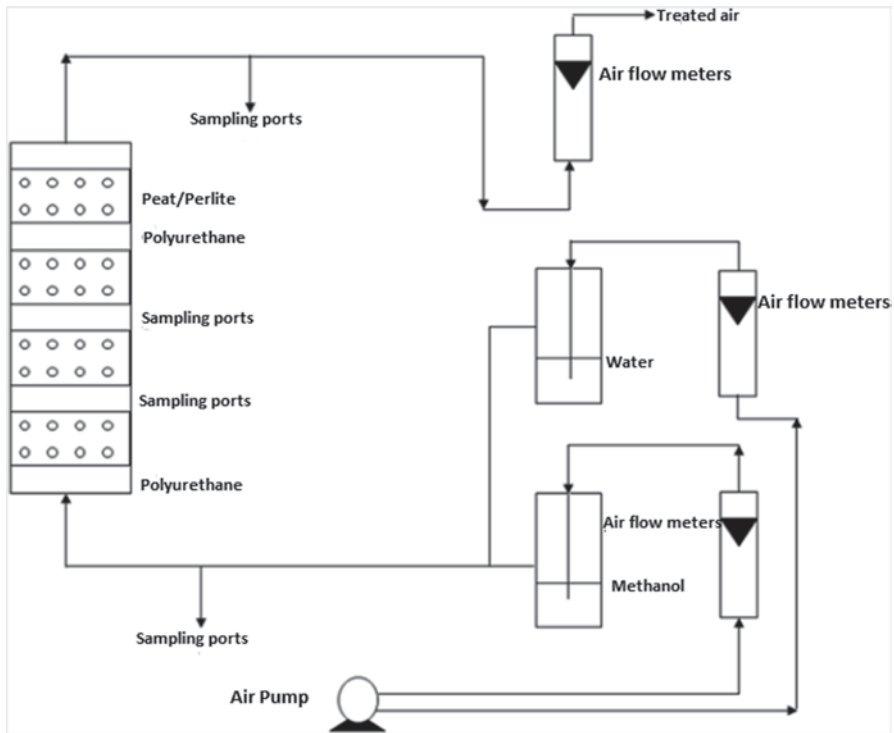 Treated air
Air flow meters
Sampling ports
Peat/Perlite
Polyurethane
Air flow meters
Sampling ports
Water
Sampling ports
Polyurethane
Air flow meters
Methanol
Sampling ports
Air Pump